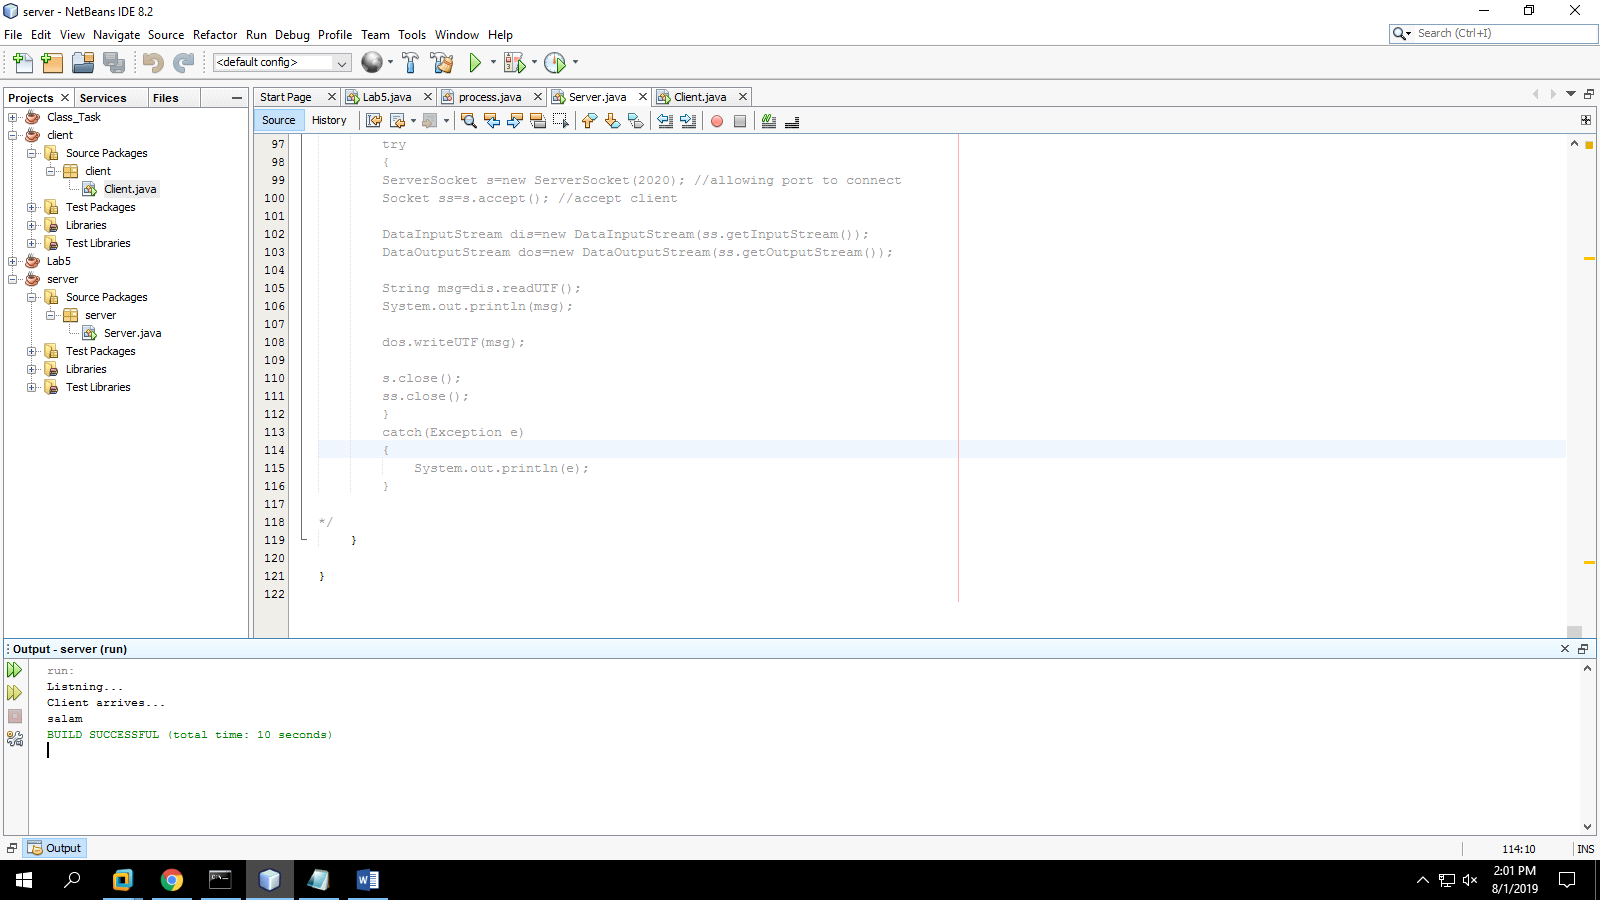 server - NetBeans IDE 8.2
File Edit View Navigate Source Refactor Run Debug Profile Team Tools Window Help
Search (Ctrl+I)
<default config>
Projects Services Files
Start Page Lab5.java process.java Server.java Client.java
Source History
Class_Task
client
Source Packages
client
Client.java
Test Packages
Libraries
Test Libraries
Lab5
server
Source Packages
server
Server.java
Test Packages
Libraries
Test Libraries
97 try
98 {
99 ServerSocket s=new ServerSocket(2020); //allowing port to connect
100 Socket ss=s.accept(); //accept client
101
102 DataInputStream dis=new DataInputStream(ss.getInputStream());
103 DataOutputStream dos=new DataOutputStream(ss.getOutputStream());
104
105 String msg=dis.readUTF();
106 System.out.println(msg);
107
108 dos.writeUTF(msg);
109
110 s.close();
111 ss.close();
112 }
113 catch(Exception e)
114 {
115 System.out.println(e);
116 }
117
118 */
119 }
120
121 }
122
Output - server (run)
run:
Listning...
Client arrives...
salam
BUILD SUCCESSFUL (total time: 10 seconds)
Output
114:10 INS
2:01 PM
8/1/2019